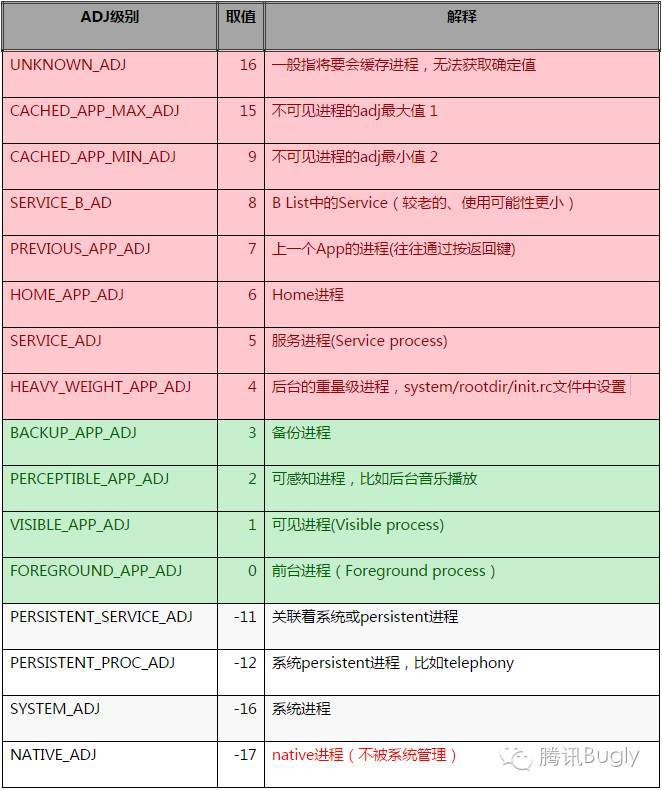 ADJ级别 取值 解释
UNKNOWN_ADJ 16 一般指将要会缓存进程，无法获取确定值
CACHED_APP_MAX_ADJ 15 不可见进程的adj最大值 1
CACHED_APP_MIN_ADJ 9 不可见进程的adj最小值 2
SERVICE_B_AD 8 B List中的Service（较老的、使用可能性更小）
PREVIOUS_APP_ADJ 7 上一个App的进程(往往通过按返回键)
HOME_APP_ADJ 6 Home进程
SERVICE_ADJ 5 服务进程(Service process)
HEAVY_WEIGHT_APP_ADJ 4 后台的重量级进程，system/rootdir/init.rc文件中设置
BACKUP_APP_ADJ 3 备份进程
PERCEPTIBLE_APP_ADJ 2 可感知进程，比如后台音乐播放
VISIBLE_APP_ADJ 1 可见进程(Visible process)
FOREGROUND_APP_ADJ 0 前台进程（Foreground process）
PERSISTENT_SERVICE_ADJ -11 关联着系统或persistent进程
PERSISTENT_PROC_ADJ -12 系统persistent进程，比如telephony
SYSTEM_ADJ -16 系统进程
NATIVE_ADJ -17 native进程（不被系统管理）
腾讯Bugly